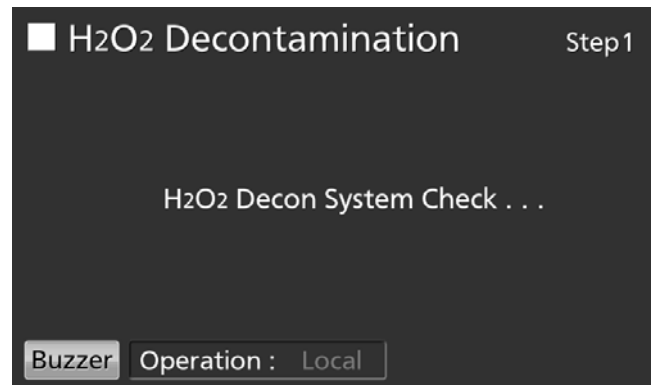 H2O2 Decontamination Step1
H2O2 Decon System Check . . .
Buzzer Operation : Local